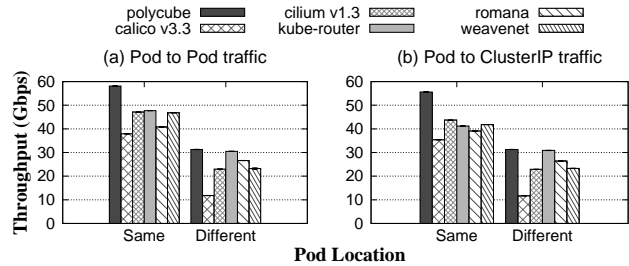 polycube cilium v1.3 romana
calico v3.3 kube-router weavenet
(a) Pod to Pod traffic (b) Pod to ClusterIP traffic
Throughput (Gbps)
60 60
50 50
40 40
30 30
20 20
10 10
0 0
Same Different Same Different
Pod Location